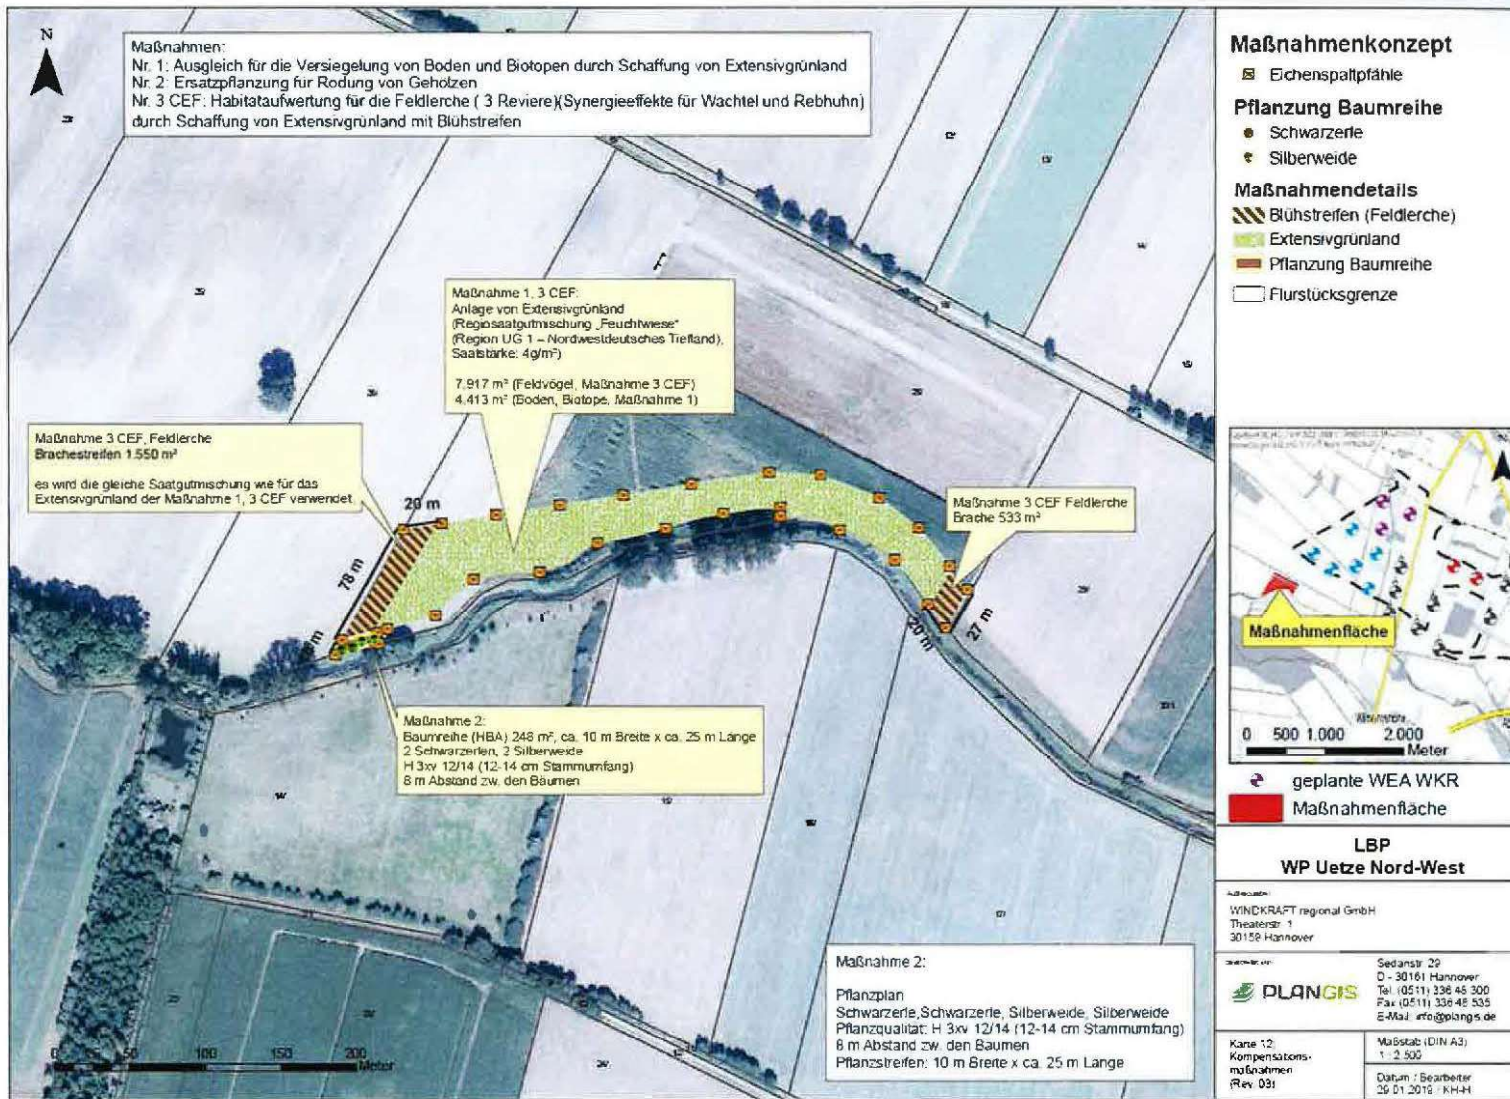 N
Maßnahmen:
Nr. 1: Ausgleich für die Versiegelung von Boden und Biotopen durch Schaffung von Extensivgrünland
Nr. 2: Ersatzpflanzung für Rodung von Gehölzen
Nr. 3 CEF: Habitataufwertung für die Feldlerche ( 3 Reviere)(Synergieeffekte für Wachtel und Rebhuhn)
durch Schaffung von Extensivgrünland mit Blühstreifen
Maßnahme 1, 3 CEF:
Anlage von Extensivgrünland
(Regiosaatgutmischung „Feuchtwiese“
(Region UG 1 – Nordwestdeutsches Tiefland),
Saatstärke: 4g/m²)
7.917 m² (Feldvögel, Maßnahme 3 CEF)
4.413 m² (Boden, Biotope, Maßnahme 1)
Maßnahme 3 CEF, Feldlerche
Brachestreifen 1.550 m²
es wird die gleiche Saatgutmischung wie für das
Extensivgrünland der Maßnahme 1, 3 CEF verwendet
20 m
78 m
Maßnahme 3 CEF Feldlerche
Brache 533 m²
20 m
27 m
Maßnahme 2:
Baumreihe (HBA) 248 m², ca. 10 m Breite x ca. 25 m Länge
2 Schwarzerlen, 2 Silberweide
H 3xv 12/14 (12-14 cm Stammumfang)
8 m Abstand zw. den Bäumen
Maßnahme 2:
Pflanzplan
Schwarzerle,Schwarzerle, Silberweide, Silberweide
Pflanzqualität: H 3xv 12/14 (12-14 cm Stammumfang)
8 m Abstand zw. den Bäumen
Pflanzstreifen: 10 m Breite x ca. 25 m Länge
0 50 100 150 200
Meter
Maßnahmenkonzept
Eichenspaltpfähle
Pflanzung Baumreihe
Schwarzerle
Silberweide
Maßnahmendetails
Blühstreifen (Feldlerche)
Extensivgrünland
Pflanzung Baumreihe
Flurstücksgrenze
Maßnahmenfläche
0 500 1.000 2.000
Meter
geplante WEA WKR
Maßnahmenfläche
LBP
WP Uetze Nord-West
WINDKRAFT regional GmbH
Theaterstr. 1
30159 Hannover
PLANGIS
Sedanstr. 29
D - 30161 Hannover
Tel. (0511) 336 46 300
Fax (0511) 336 46 535
E-Mail: info@plangis.de
Karte 12:
Kompensations-
maßnahmen
(Rev. 03)
Maßstab (DIN A3)
1 : 2.500
Datum / Bearbeiter
29.01.2019 / KH-H